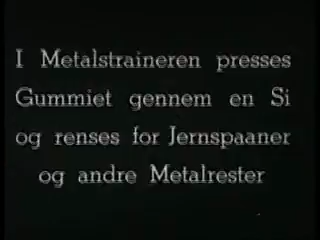 I Metalstraineren presses
Gummiet gennem en Si
og renses for Jernspaaner
og andre Metalrester